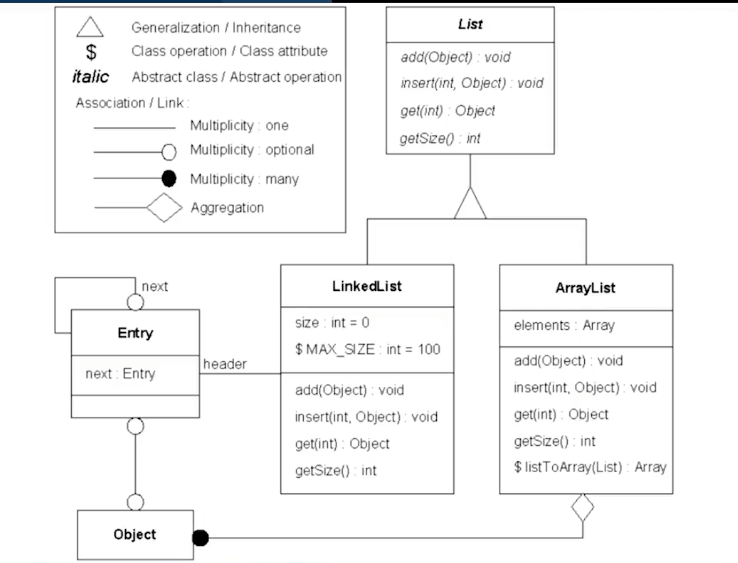 Generalization / Inheritance
$ Class operation / Class attribute
italic Abstract class / Abstract operation
Association / Link :
Multiplicity : one
Multiplicity : optional
Multiplicity : many
Aggregation
List
add(Object) : void
insert(int, Object) : void
get(int) : Object
getSize() : int
next
Entry
next : Entry
header
LinkedList
size : int = 0
$ MAX_SIZE : int = 100
add(Object) : void
insert(int, Object) : void
get(int) : Object
getSize() : int
ArrayList
elements : Array
add(Object) : void
insert(int, Object) : void
get(int) : Object
getSize() : int
$ listToArray(List) : Array
Object